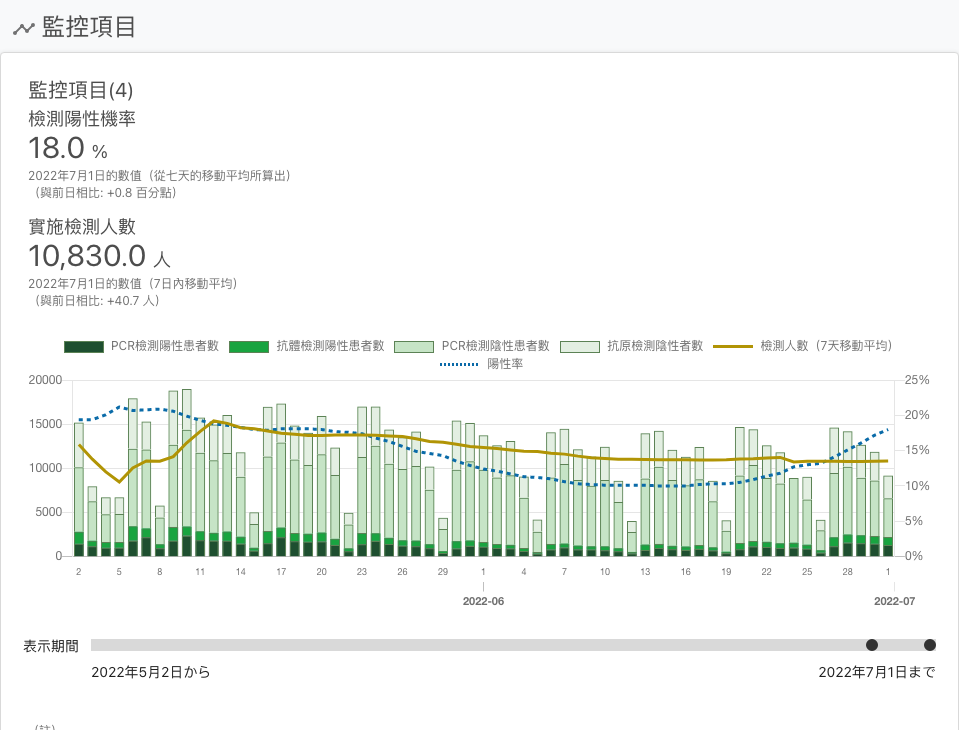 監控項目
監控項目(4)
檢測陽性機率
18.0 %
2022年7月1日的數值（從七天的移動平均所算出）
（與前日相比: +0.8 百分點）
實施檢測人數
10,830.0 人
2022年7月1日的數值（7日內移動平均）
（與前日相比: +40.7 人）
PCR檢測陽性患者數 抗體檢測陽性患者數 PCR檢測陰性患者數 抗原檢測陰性者數 檢測人數（7天移動平均）
陽性率
20000 25%
20%
15000
15%
10000
10%
5000
5%
0 0%
2 5 8 11 14 17 20 23 26 29 1 4 7 10 13 16 19 22 25 28 1
2022-06 2022-07
表示期間
2022年5月2日から 2022年7月1日まで